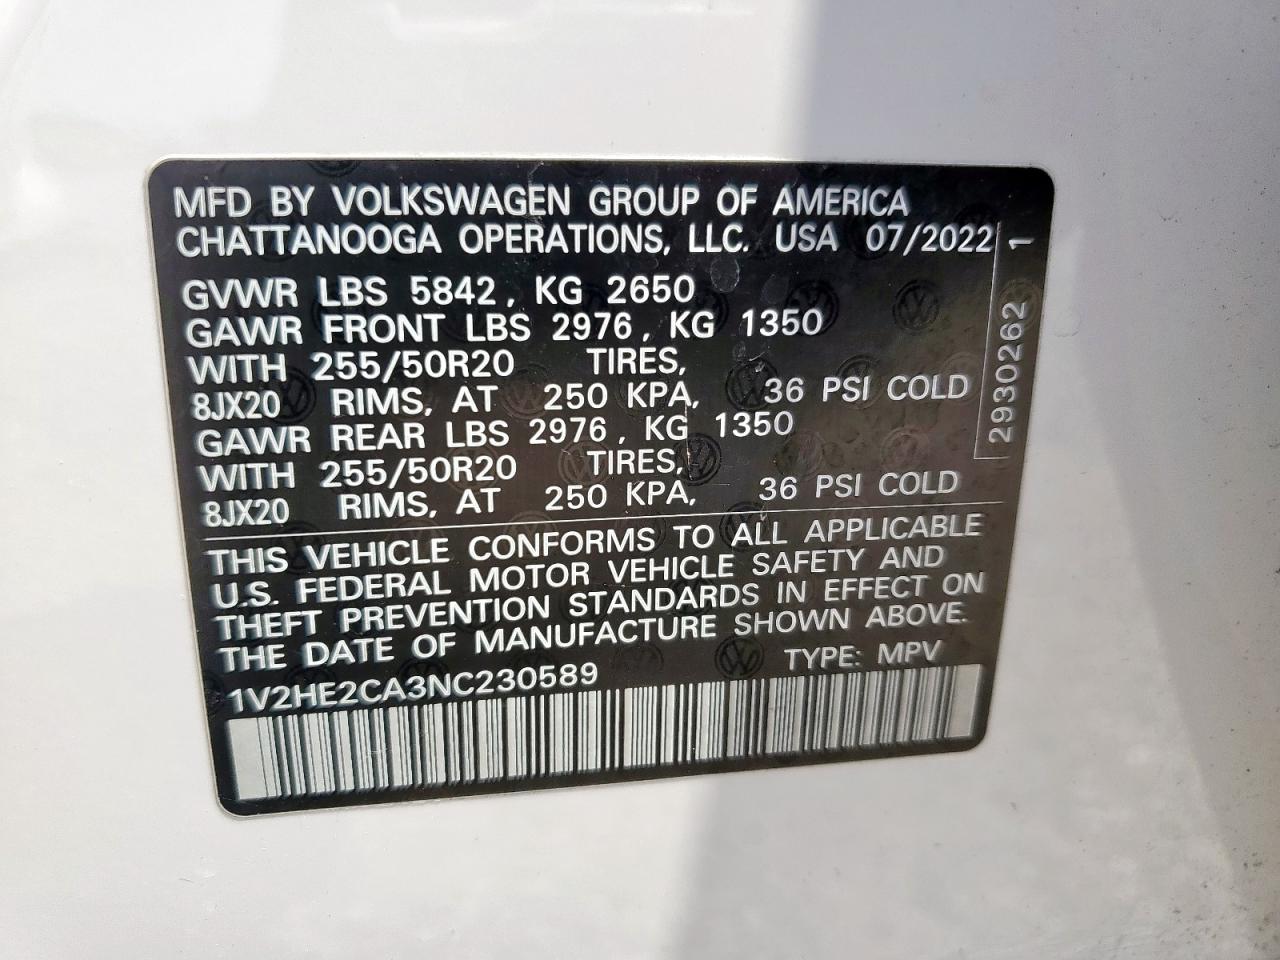 MFD BY VOLKSWAGEN GROUP OF AMERICA
CHATTANOOGA OPERATIONS, LLC. USA 07/2022
GVWR LBS 5842, KG 2650
GAWR FRONT LBS 2976, KG 1350
WITH 255/50R20 TIRES,
8JX20 RIMS, AT 250 KPA, 36 PSI COLD
GAWR REAR LBS 2976, KG 1350
WITH 255/50R20 TIRES,
8JX20 RIMS, AT 250 KPA, 36 PSI COLD
THIS VEHICLE CONFORMS TO ALL APPLICABLE
U.S. FEDERAL MOTOR VEHICLE SAFETY AND
THEFT PREVENTION STANDARDS IN EFFECT ON
THE DATE OF MANUFACTURE SHOWN ABOVE.
1V2HE2CA3NC230589 TYPE: MPV
2930262 1